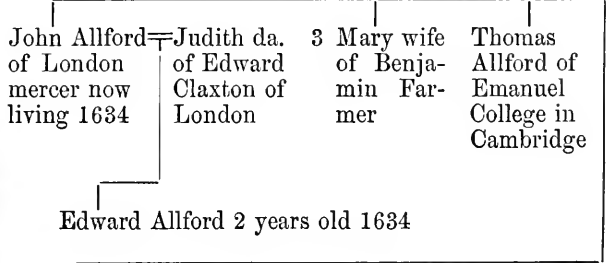 John Allford=Judith da.
of London
mercer now
living 1634
of Edward
Claxton of
London
3 Mary wife
of Benja-
min Far-
mer
Thomas
Allford of
Emanuel
College in
Cambridge
Edward Allford 2 years old 1634